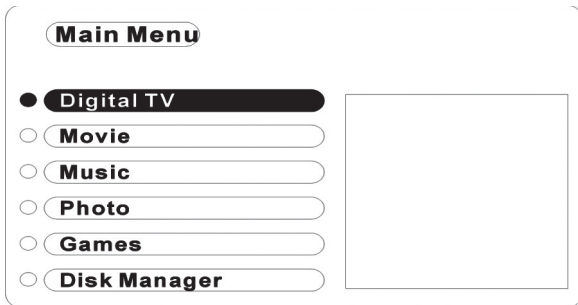 Main Menu
Digital TV
Movie
Music
Photo
Games
Disk Manager